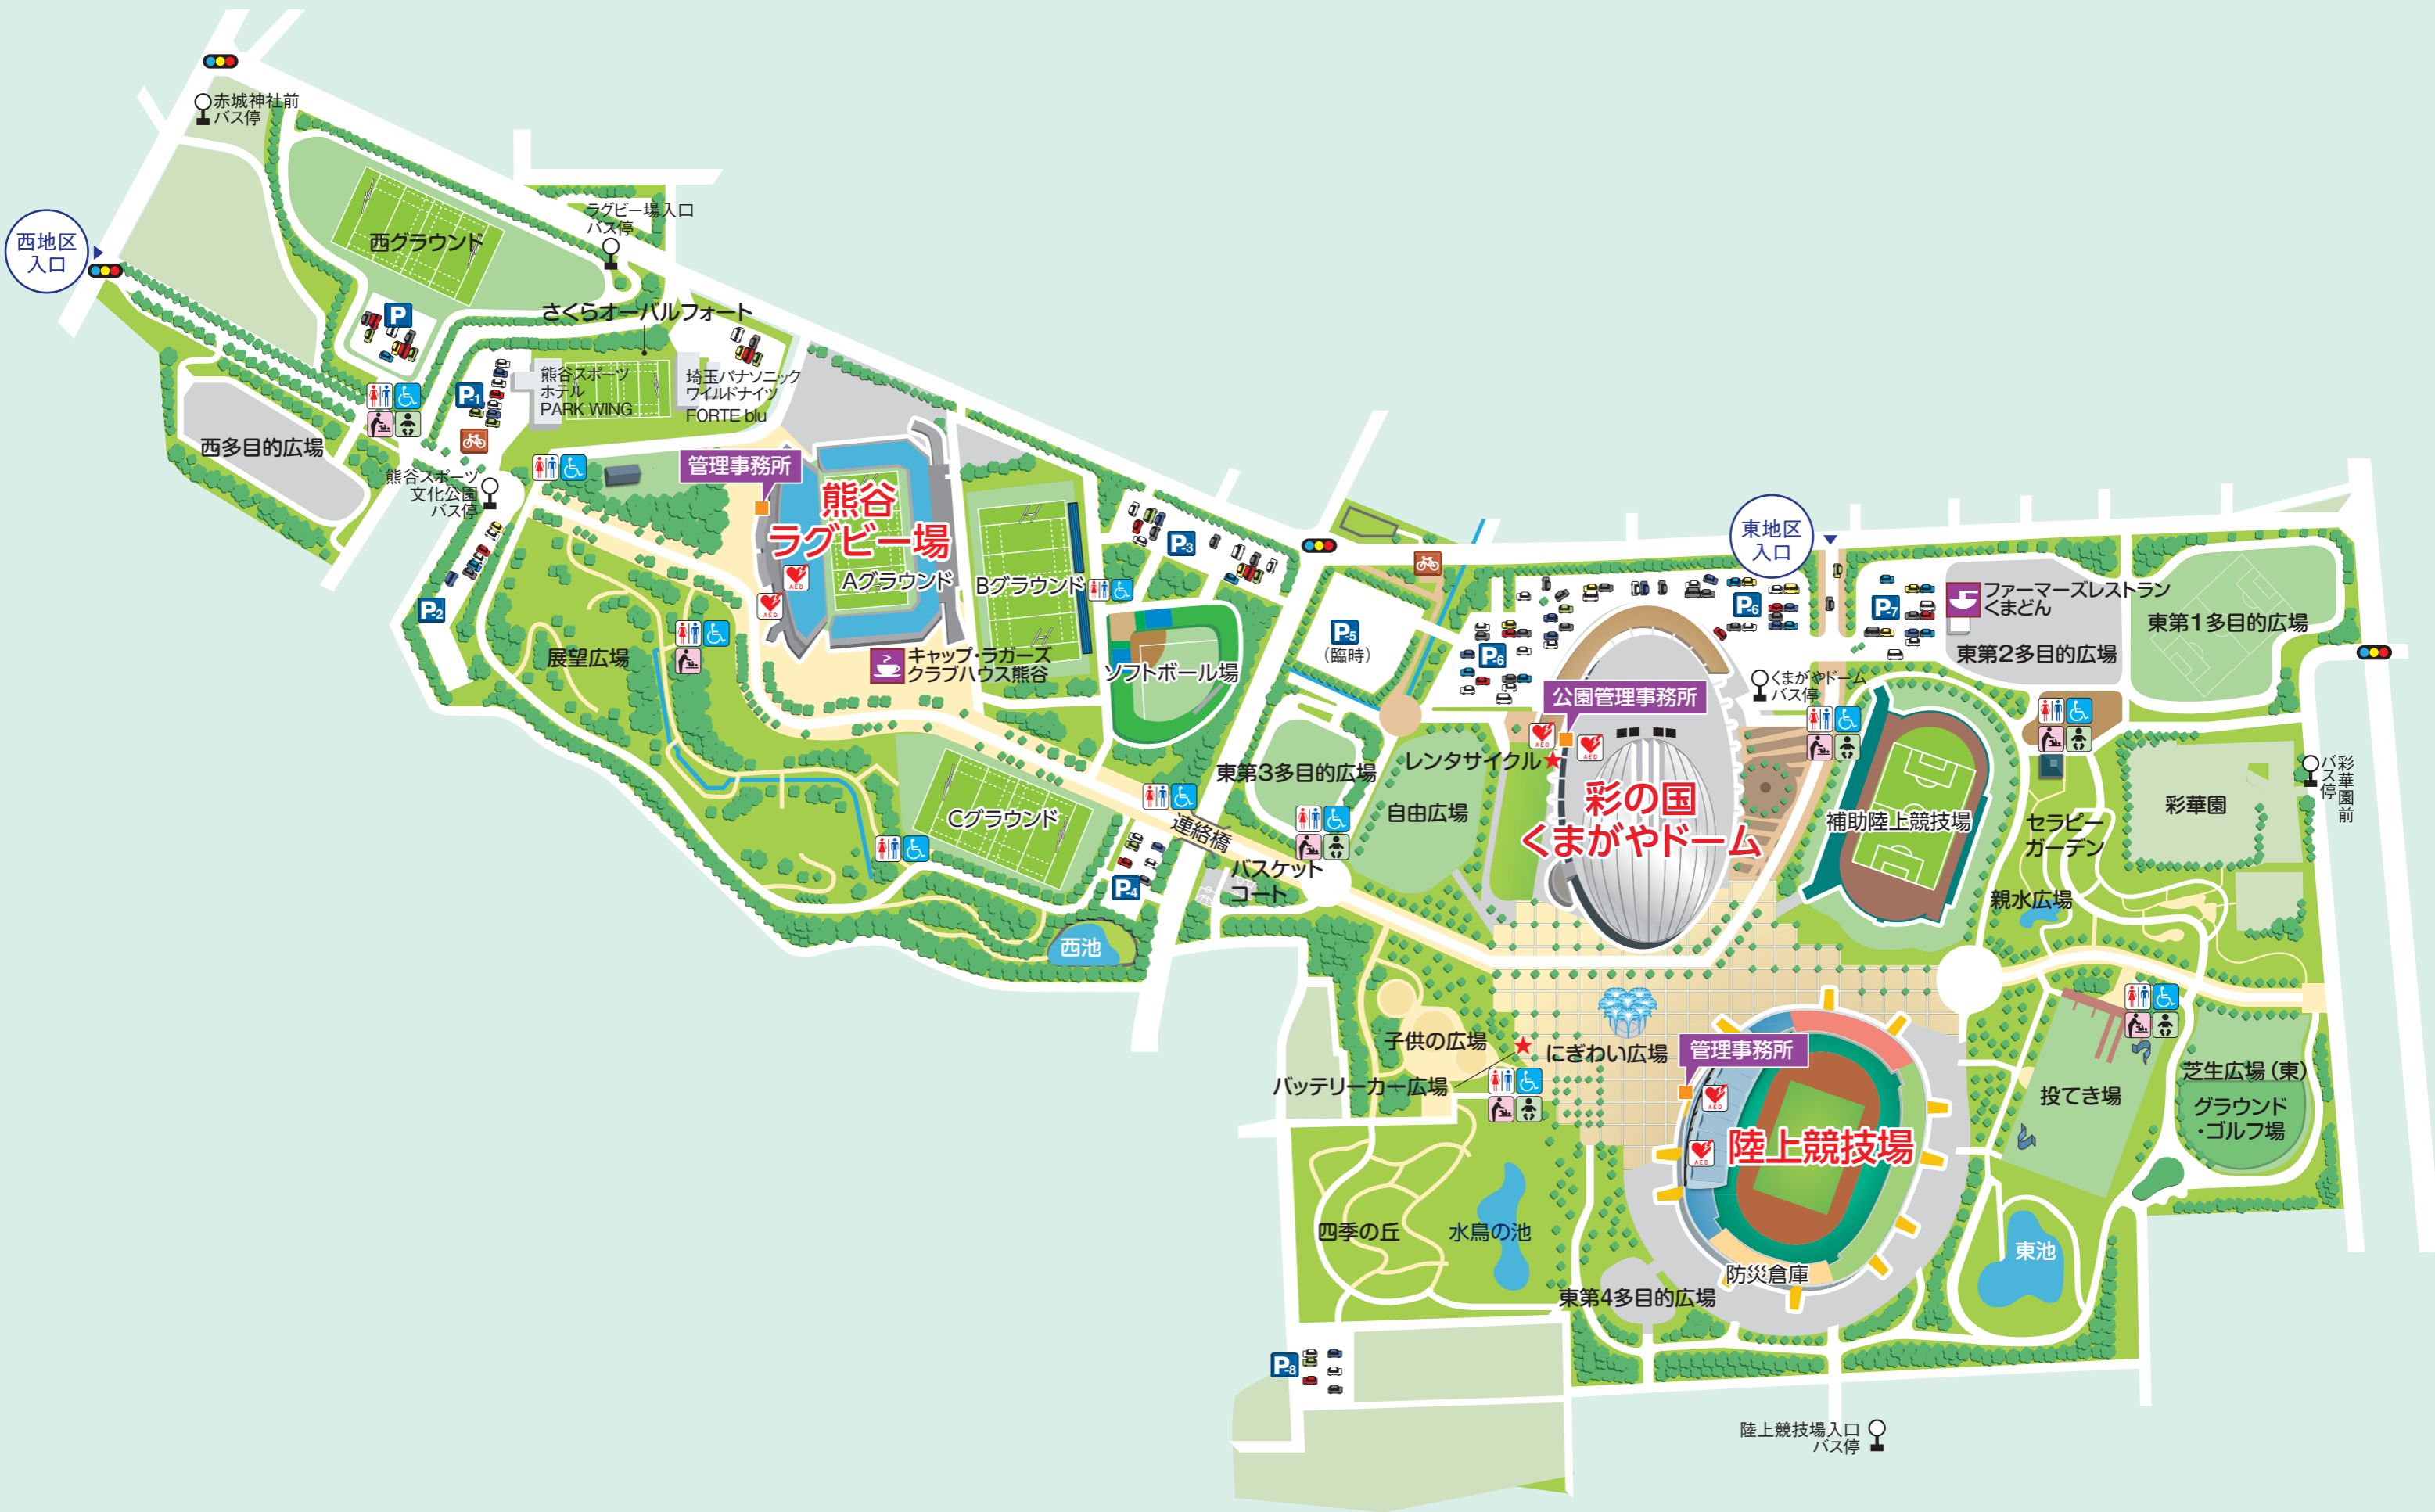 赤城神社前
バス停
西地区
入口
西グラウンド
ラグビー場入口
バス停
P
さくらオーバルフォート
P-1
熊谷スポーツ
ホテル
PARK WING
埼玉パナソニック
ワイルドナイツ
FORTE blu
西多目的広場
熊谷スポーツ
文化公園
バス停
P-2
管理事務所
熊谷
ラグビー場
Aグラウンド
AED
AED
Bグラウンド
P-3
展望広場
キャップ・ラガーズ
クラブハウス熊谷
ソフトボール場
Cグラウンド
P-4
西池
連絡橋
バスケット
コート
P-5
(臨時)
東第3多目的広場
自由広場
P-6
P-6
東地区
入口
P-7
ファーマーズレストラン
くまどん
東第2多目的広場
東第1多目的広場
公園管理事務所
AED
AED
レンタサイクル
彩の国
くまがやドーム
くまがやドーム
バス停
補助陸上競技場
セラピー
ガーデン
親水広場
彩華園
彩華園前
バス停
子供の広場
バッテリーカー広場
にぎわい広場
管理事務所
AED
AED
陸上競技場
投てき場
芝生広場(東)
グラウンド
・ゴルフ場
四季の丘
水鳥の池
防災倉庫
東第4多目的広場
東池
P-8
陸上競技場入口
バス停